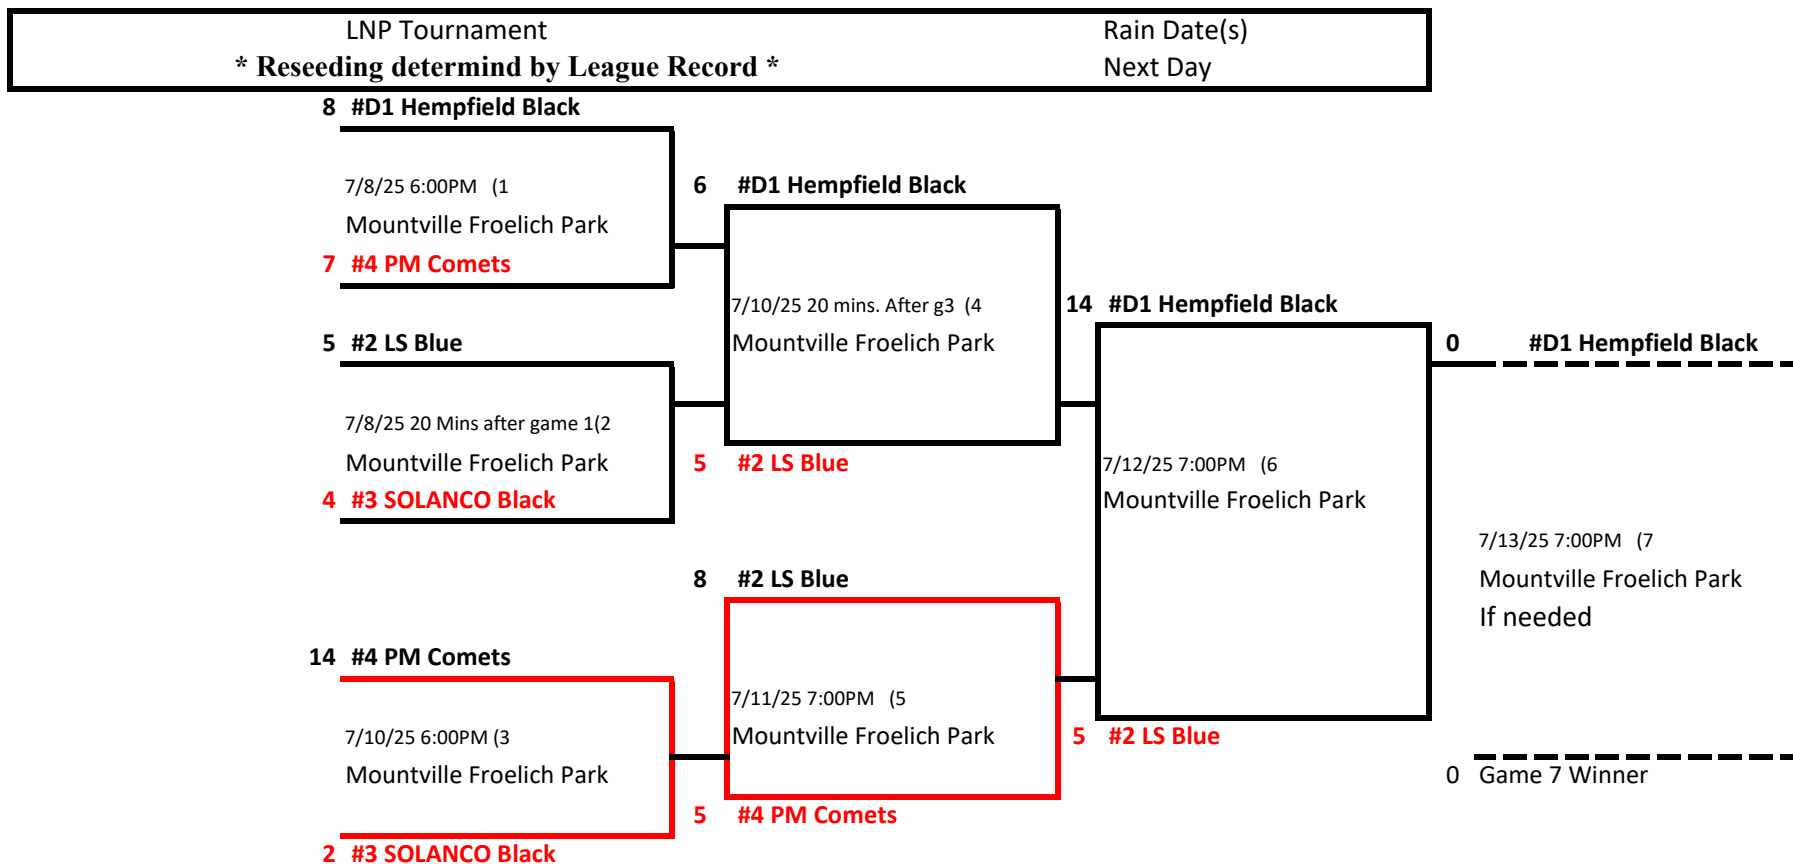 LNP Tournament Rain Date(s)
* Reseeding determind by League Record * Next Day
8 #D1 Hempfield Black
7/8/25 6:00PM (1
Mountville Froelich Park
7 #4 PM Comets
5 #2 LS Blue
7/8/25 20 Mins after game 1(2
Mountville Froelich Park
4 #3 SOLANCO Black
14 #4 PM Comets
7/10/25 6:00PM (3
Mountville Froelich Park
2 #3 SOLANCO Black
6 #D1 Hempfield Black
7/10/25 20 mins. After g3 (4
Mountville Froelich Park
5 #2 LS Blue
8 #2 LS Blue
7/11/25 7:00PM (5
Mountville Froelich Park
5 #4 PM Comets
14 #D1 Hempfield Black
7/12/25 7:00PM (6
Mountville Froelich Park
5 #2 LS Blue
0 #D1 Hempfield Black
7/13/25 7:00PM (7
Mountville Froelich Park
If needed
0 Game 7 Winner